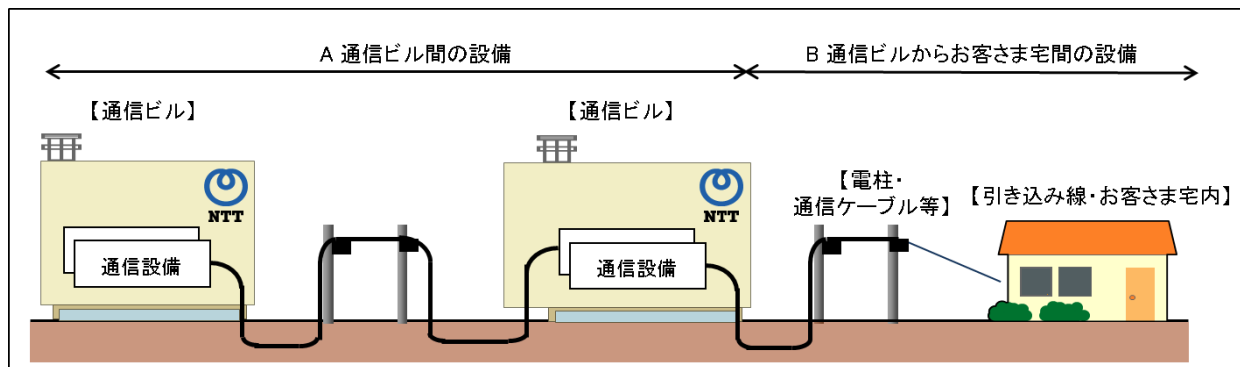 A 通信ビル間の設備
B 通信ビルからお客さま宅間の設備
【通信ビル】
【通信ビル】
【電柱・
通信ケーブル等】
【引き込み線・お客さま宅内】
NTT
NTT
通信設備
通信設備